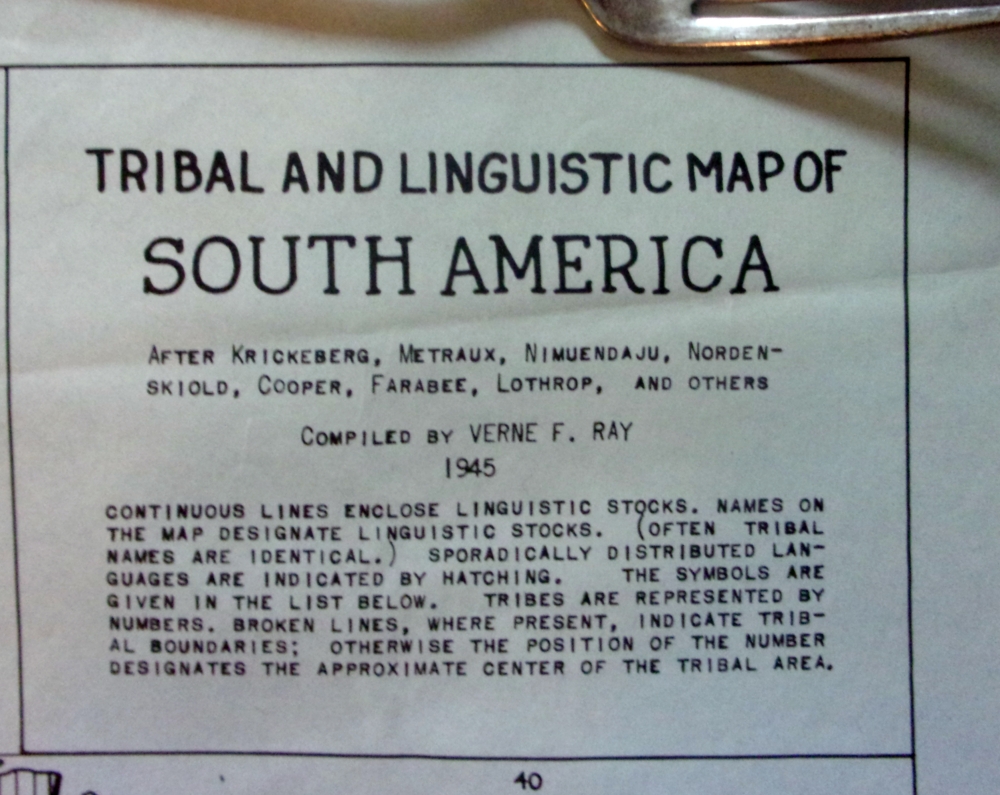 TRIBAL AND LINGUISTIC MAP OF
SOUTH AMERICA
AFTER KRICKEBERG, METRAUX, NIMUENDAJU, NORDEN-
SKIOLD, COOPER, FARABEE, LOTHROP, AND OTHERS
COMPILED BY VERNE F. RAY
1945
CONTINUOUS LINES ENCLOSE LINGUISTIC STOCKS. NAMES ON
THE MAP DESIGNATE LINGUISTIC STOCKS. (OFTEN TRIBAL
NAMES ARE IDENTICAL.) SPORADICALLY DISTRIBUTED LAN-
GUAGES ARE INDICATED BY HATCHING. THE SYMBOLS ARE
GIVEN IN THE LIST BELOW. TRIBES ARE REPRESENTED BY
NUMBERS. BROKEN LINES, WHERE PRESENT, INDICATE TRIB-
AL BOUNDARIES; OTHERWISE THE POSITION OF THE NUMBER
DESIGNATES THE APPROXIMATE CENTER OF THE TRIBAL AREA.
40